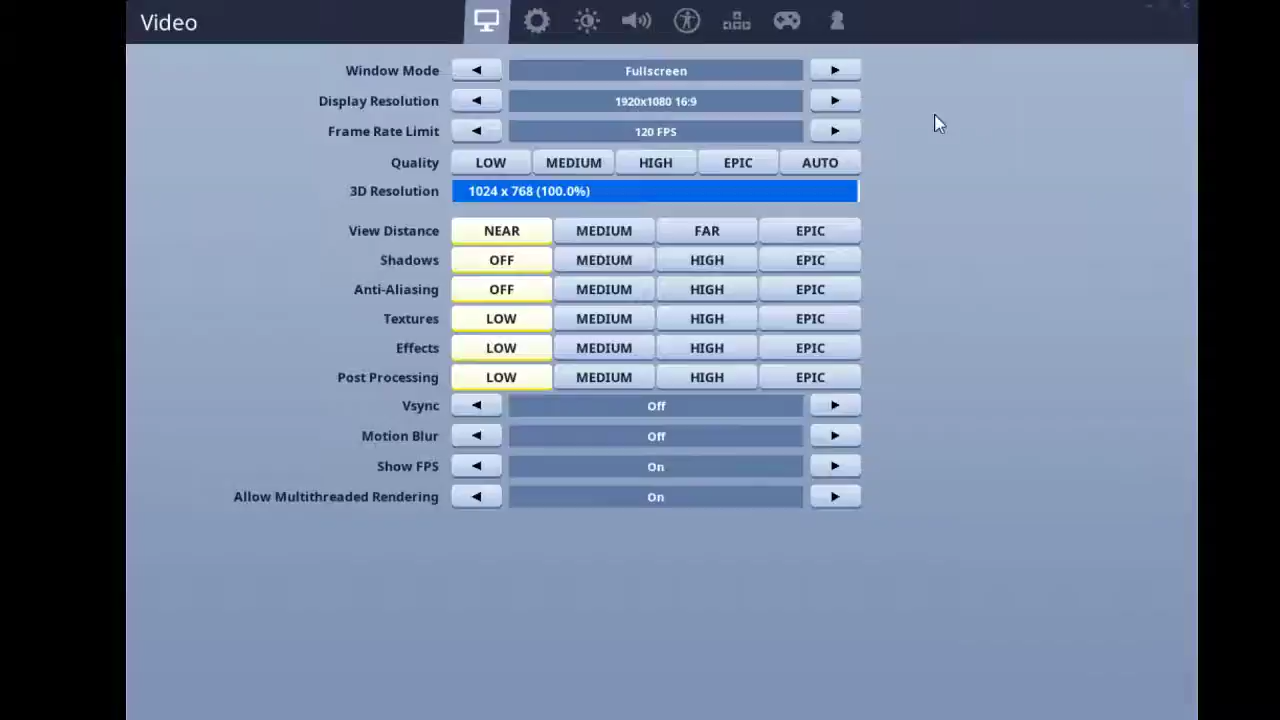 Video
Window Mode Fullscreen
Display Resolution 1920x1080 16:9
Frame Rate Limit 120 FPS
Quality LOW MEDIUM HIGH EPIC AUTO
3D Resolution 1024 x 768 (100.0%)
View Distance NEAR MEDIUM FAR EPIC
Shadows OFF MEDIUM HIGH EPIC
Anti-Aliasing OFF MEDIUM HIGH EPIC
Textures LOW MEDIUM HIGH EPIC
Effects LOW MEDIUM HIGH EPIC
Post Processing LOW MEDIUM HIGH EPIC
Vsync Off
Motion Blur Off
Show FPS On
Allow Multithreaded Rendering On